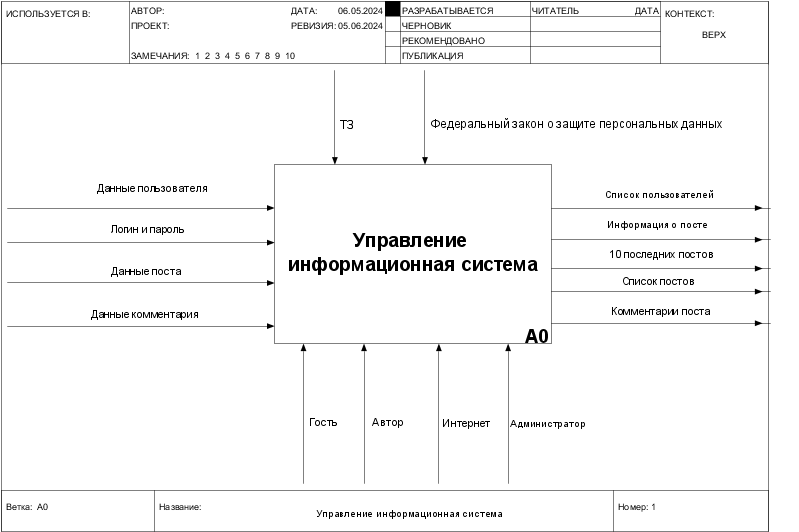 ИСПОЛЬЗУЕТСЯ В:
АВТОР:
ДАТА: 06.05.2024
ПРОЕКТ:
РЕВИЗИЯ: 05.06.2024
ЗАМЕЧАНИЯ: 1 2 3 4 5 6 7 8 9 10
РАЗРАБАТЫВАЕТСЯ
ЧЕРНОВИК
РЕКОМЕНДОВАНО
ПУБЛИКАЦИЯ
ЧИТАТЕЛЬ
ДАТА
КОНТЕКСТ:
ВЕРХ
ТЗ
Федеральный закон о защите персональных данных
Данные пользователя
Логин и пароль
Данные поста
Данные комментария
Управление
информационная система
A0
Список пользователей
Информация о посте
10 последних постов
Список постов
Комментарии поста
Гость
Автор
Интернет
Администратор
Ветка: A0
Название:
Управление информационная система
Номер: 1